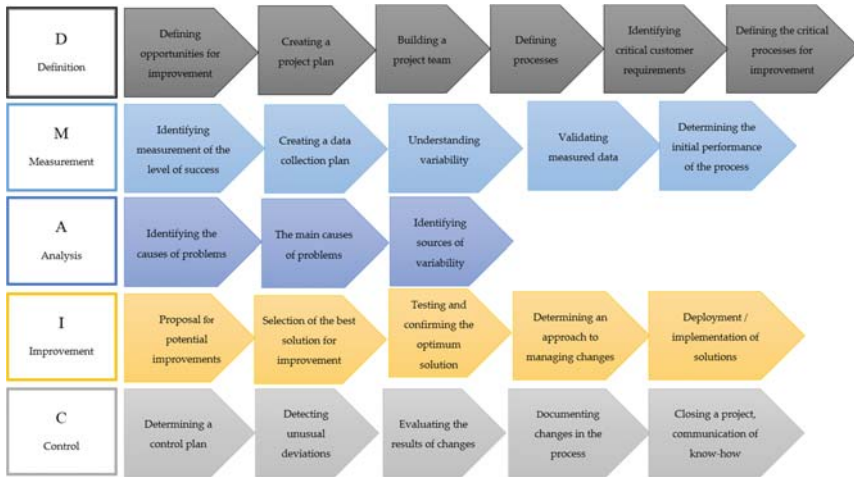 D
Definition
Defining
opportunities for
improvement
Creating a
project plan
Building a
project team
Defining
processes
Identifying
critical customer
requirements
Defining the critical
processes for
improvement
M
Measurement
Identifying
measurement of the
level of success
Creating a data
collection plan
Understanding
variability
Validating
measured data
Determining the
initial performance
of the process
A
Analysis
Identifying the
causes of problems
The main causes
of problems
Identifying
sources of
variability
I
Improvement
Proposal for
potential
improvements
Selection of the best
solution for
improvement
Testing and
confirming the
optimum
solution
Determining an
approach to
managing changes
Deployment /
implementation of
solutions
C
Control
Determining a
control plan
Detecting
unusual
deviations
Evaluating the
results of changes
Documenting
changes in the
process
Closing a project,
communication of
know-how